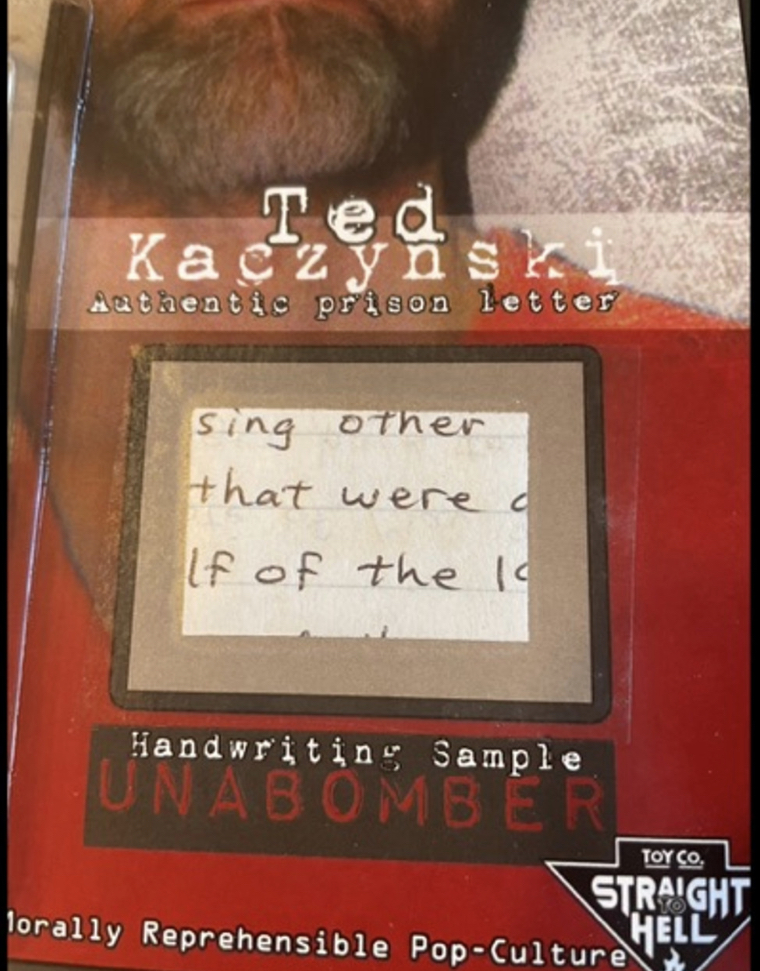 Ted
Kaczynski
Authentic prison letter
sing other
that were
lf of the
Handwriting Sample
UNABOMBER
TOY CO.
STRAIGHT
TO
HELL
Morally Reprehensible Pop-Culture